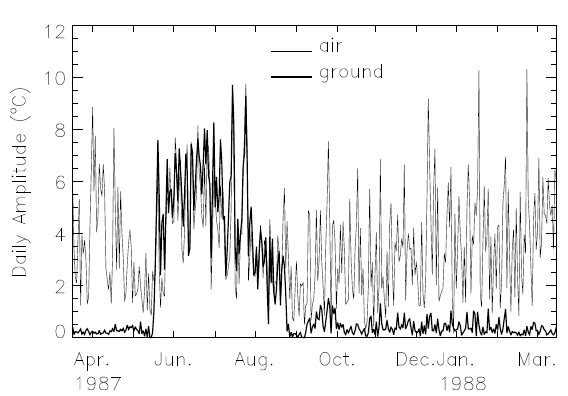 12
air
10
ground
8
6
4
2
0
Daily Amplitude (°C)
Apr. Jun. Aug. Oct. Dec.Jan. Mar.
1987 1988